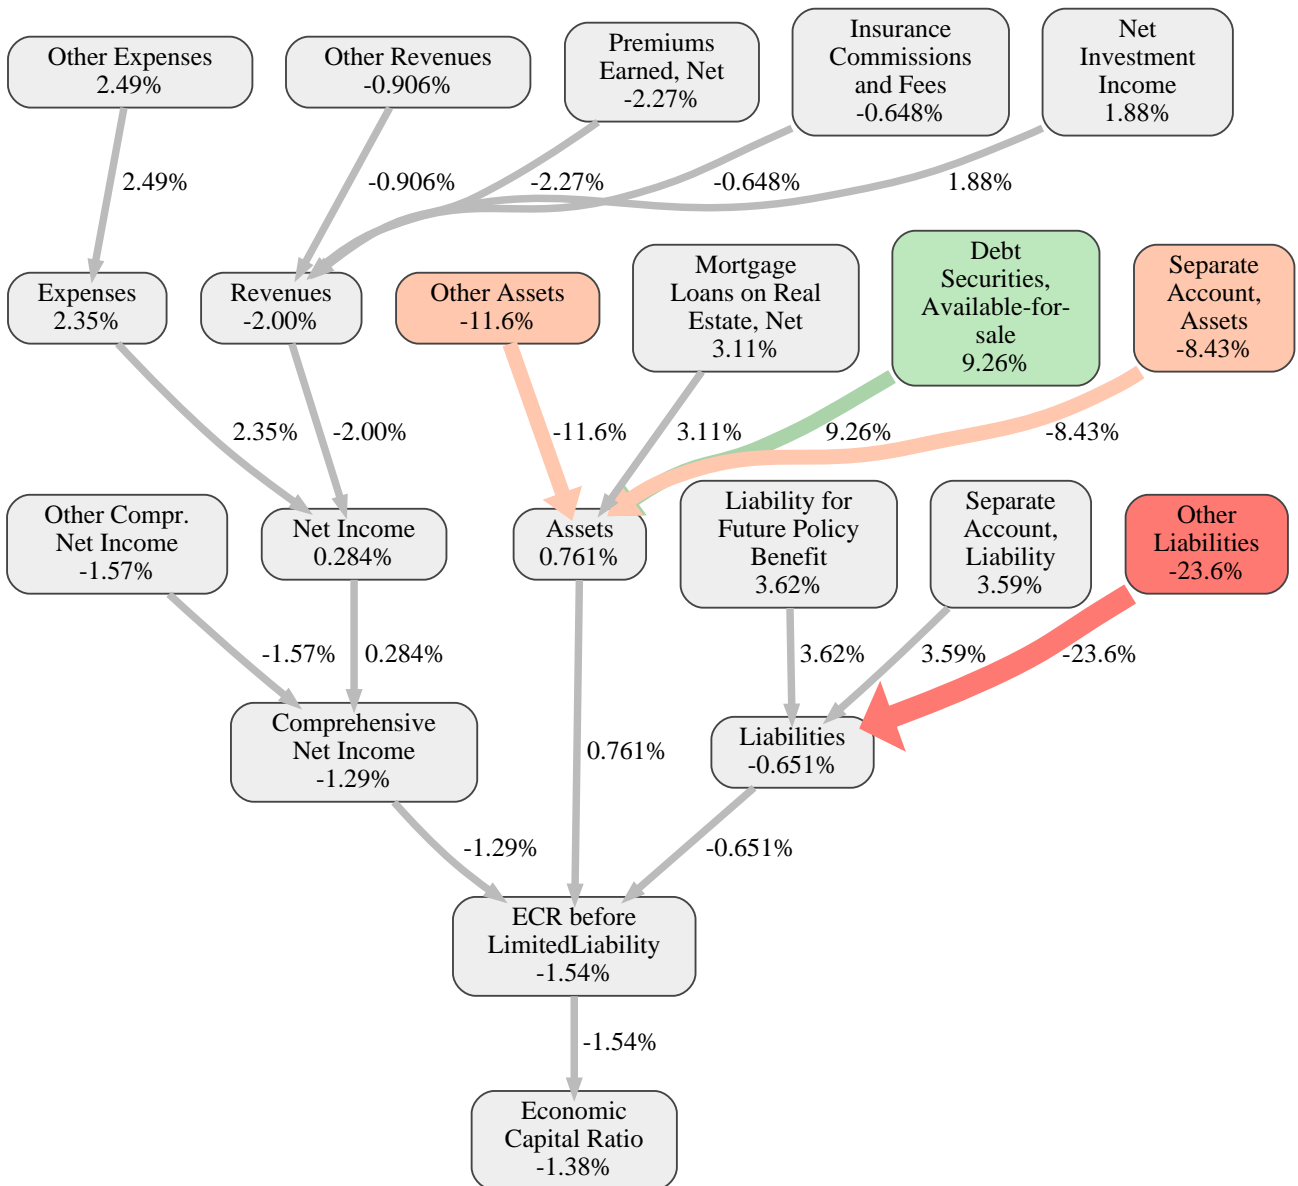 Other Expenses
2.49%
Other Revenues
-0.906%
Premiums
Earned, Net
-2.27%
Insurance
Commissions
and Fees
-0.648%
Net
Investment
Income
1.88%
2.49%
-0.906%
-2.27%
-0.648%
1.88%
Expenses
2.35%
Revenues
-2.00%
Other Assets
-11.6%
Mortgage
Loans on Real
Estate, Net
3.11%
Debt
Securities,
Available-for-
sale
9.26%
Separate
Account,
Assets
-8.43%
2.35%
-2.00%
-11.6%
3.11%
9.26%
-8.43%
Other Compr.
Net Income
-1.57%
Net Income
0.284%
Assets
0.761%
Liability for
Future Policy
Benefit
3.62%
Separate
Account,
Liability
3.59%
Other
Liabilities
-23.6%
-1.57%
0.284%
3.62%
3.59%
-23.6%
Comprehensive
Net Income
-1.29%
0.761%
Liabilities
-0.651%
-1.29%
-0.651%
ECR before
LimitedLiability
-1.54%
-1.54%
Economic
Capital Ratio
-1.38%